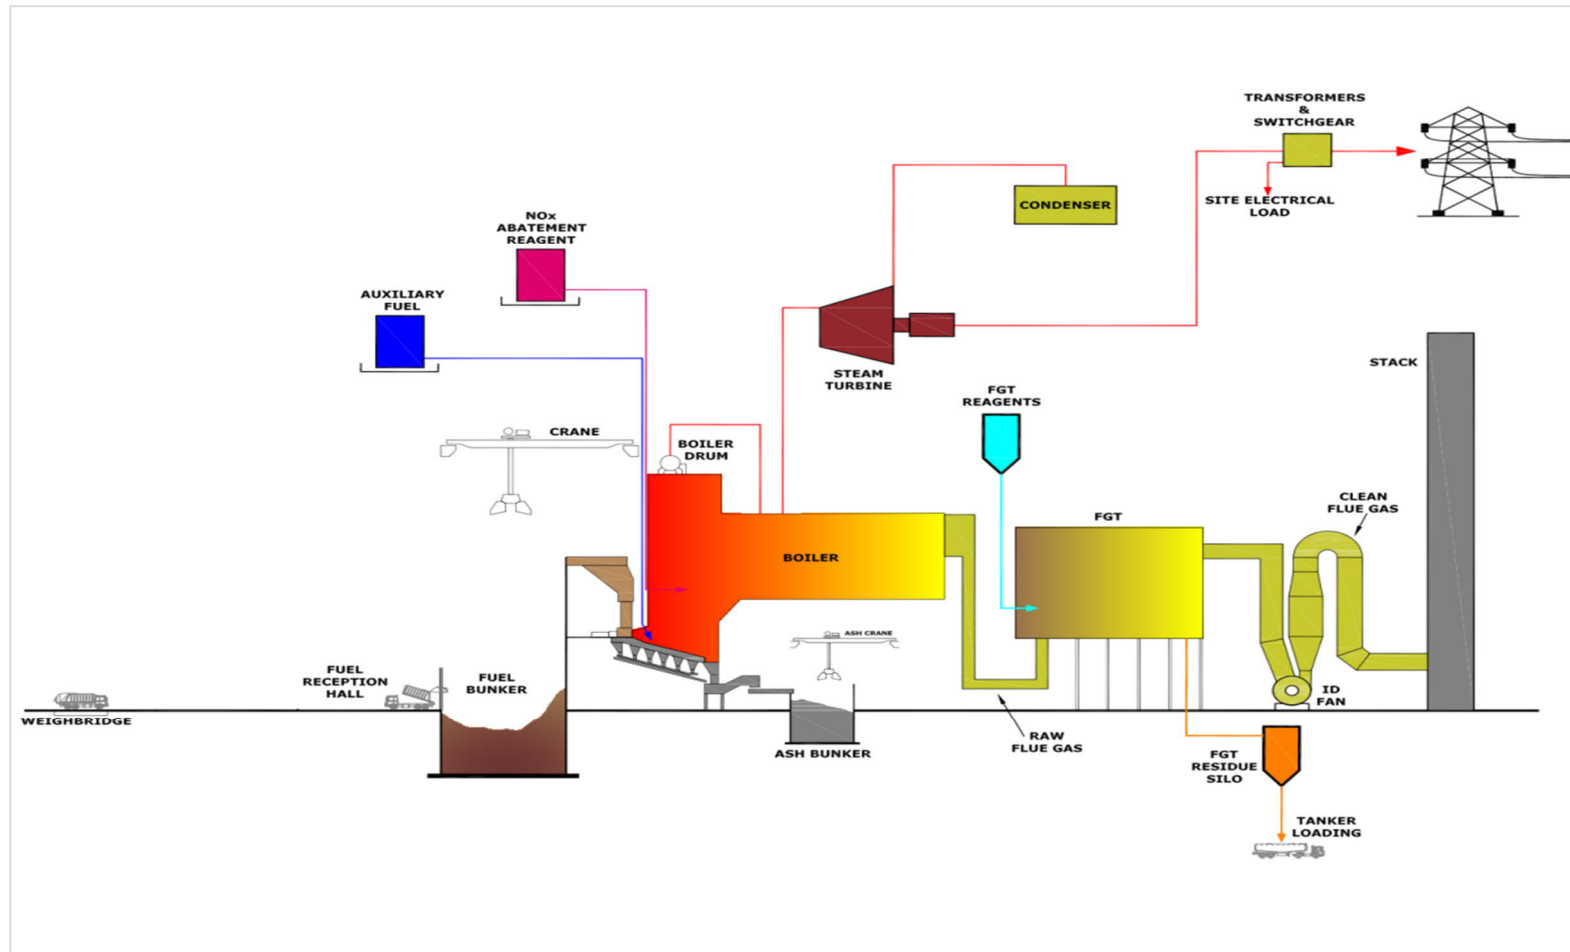 TRANSFORMERS
&
SWITCHGEAR
SITE ELECTRICAL
LOAD
CONDENSER
NOx
ABATEMENT
REAGENT
AUXILIARY
FUEL
STEAM
TURBINE
STACK
FGT
REAGENTS
CRANE
BOILER
DRUM
CLEAN
FLUE GAS
FGT
BOILER
ASH CRANE
FUEL
RECEPTION
HALL
FUEL
BUNKER
ID
FAN
WEIGHBRIDGE
RAW
FLUE GAS
ASH BUNKER
FGT
RESIDUE
SILO
TANKER
LOADING